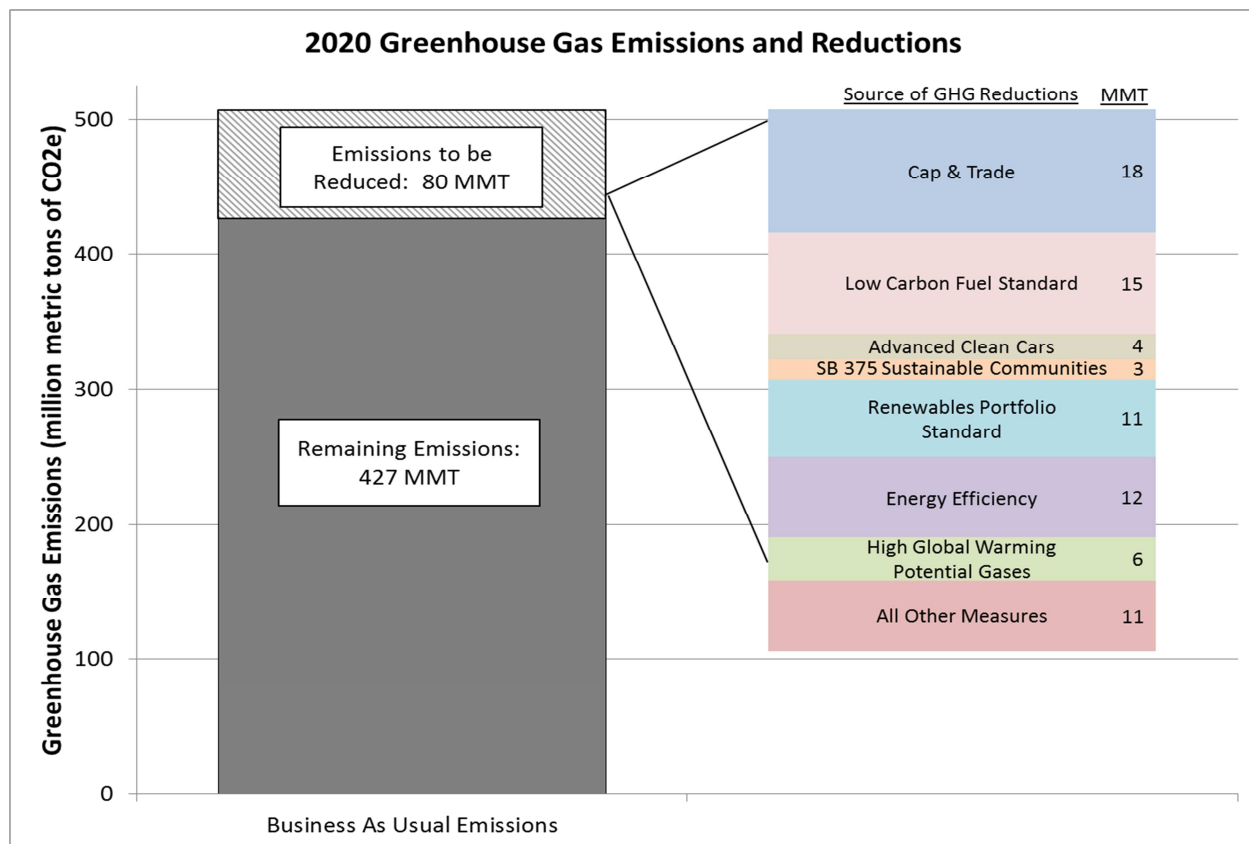 2020 Greenhouse Gas Emissions and Reductions
Greenhouse Gas Emissions (million metric tons of CO2e)
500
400
300
200
100
0
Emissions to be
Reduced: 80 MMT
Remaining Emissions:
427 MMT
Business As Usual Emissions
Source of GHG Reductions MMT
Cap & Trade 18
Low Carbon Fuel Standard 15
Advanced Clean Cars 4
SB 375 Sustainable Communities 3
Renewables Portfolio
Standard 11
Energy Efficiency 12
High Global Warming
Potential Gases 6
All Other Measures 11